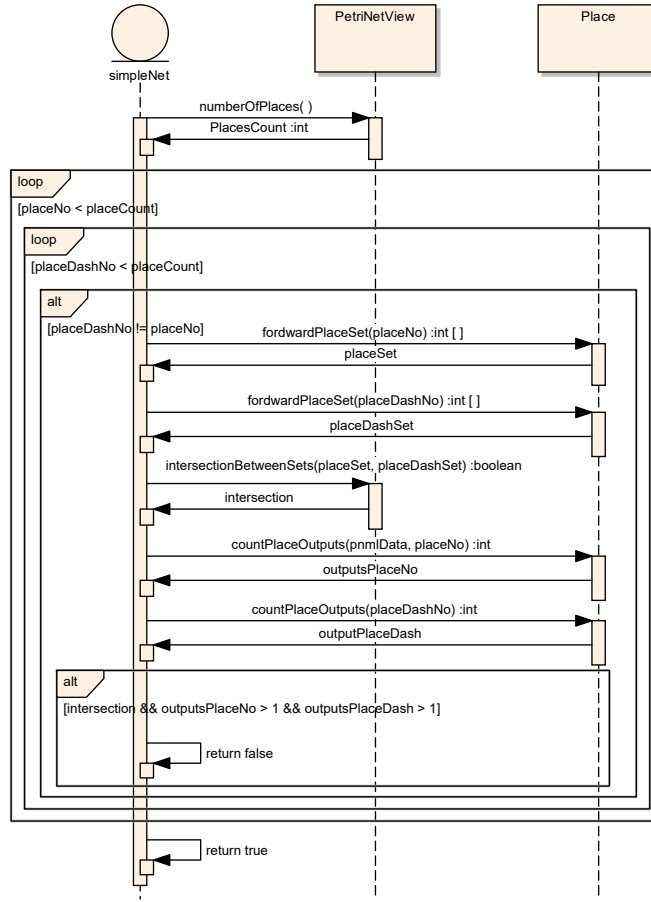 PetriNetView
Place
simpleNet
numberOfPlaces( )
PlacesCount :int
loop
[placeNo < placeCount]
loop
[placeDashNo < placeCount]
alt
[placeDashNo != placeNo]
fordwardPlaceSet(placeNo) :int [ ]
placeSet
fordwardPlaceSet(placeDashNo) :int [ ]
placeDashSet
intersectionBetweenSets(placeSet, placeDashSet) :boolean
intersection
countPlaceOutputs(pnmlData, placeNo) :int
outputsPlaceNo
countPlaceOutputs(placeDashNo) :int
outputPlaceDash
alt
[intersection && outputsPlaceNo > 1 && outputsPlaceDash > 1]
return false
return true